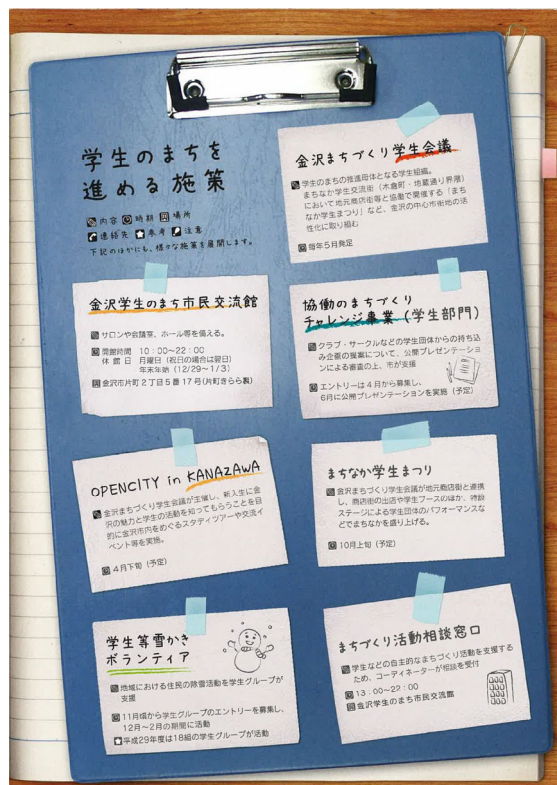 学生のまちを
進める施策
内容 時期 場所
連絡先 参考 注意
下記のほかにも、様々な施策を展開します。
金沢まちづくり学生会議
学生のまちの推進母体となる学生組織。
まちなか学生交流街（木倉町・地蔵通り界隈）
において地元商店街等と協働で開催する「まち
なか学生まつり」など、金沢の中心市街地の活
性化に取り組む
毎年5月発足
金沢学生のまち市民交流館
サロンや会議室、ホール等を備える。
開館時間 10：00～22：00
休館日 月曜日（祝日の場合は翌日）
年末年始（12/29～1/3）
金沢市片町2丁目5番17号(片町きらら裏)
協働のまちづくり
チャレンジ事業（学生部門）
クラブ・サークルなどの学生団体からの持ち込
み企画の提案について、公開プレゼンテーショ
ンによる審査の上、市が支援
エントリーは4月から募集し、
6月に公開プレゼンテーションを実施（予定）
OPENCITY in KANAZAWA
金沢まちづくり学生会議が主催し、新入生に金
沢の魅力と学生の活動を知ってもらうことを目
的に金沢市内をめぐるスタディツアーや交流イ
ベント等を実施。
4月下旬（予定）
まちなか学生まつり
金沢まちづくり学生会議が地元商店街と連携
し、商店街の出店や学生ブースのほか、特設
ステージによる学生団体のパフォーマンスな
どでまちなかを盛り上げる。
10月上旬（予定）
学生等雪かき
ボランティア
地域における住民の除雪活動を学生グループが
支援
11月頃から学生グループのエントリーを募集し、
12月～2月の期間に活動
平成29年度は18組の学生グループが活動
まちづくり活動相談窓口
学生などの自主的なまちづくり活動を支援する
ため、コーディネーターが相談を受付
13：00～22：00
金沢学生のまち市民交流館